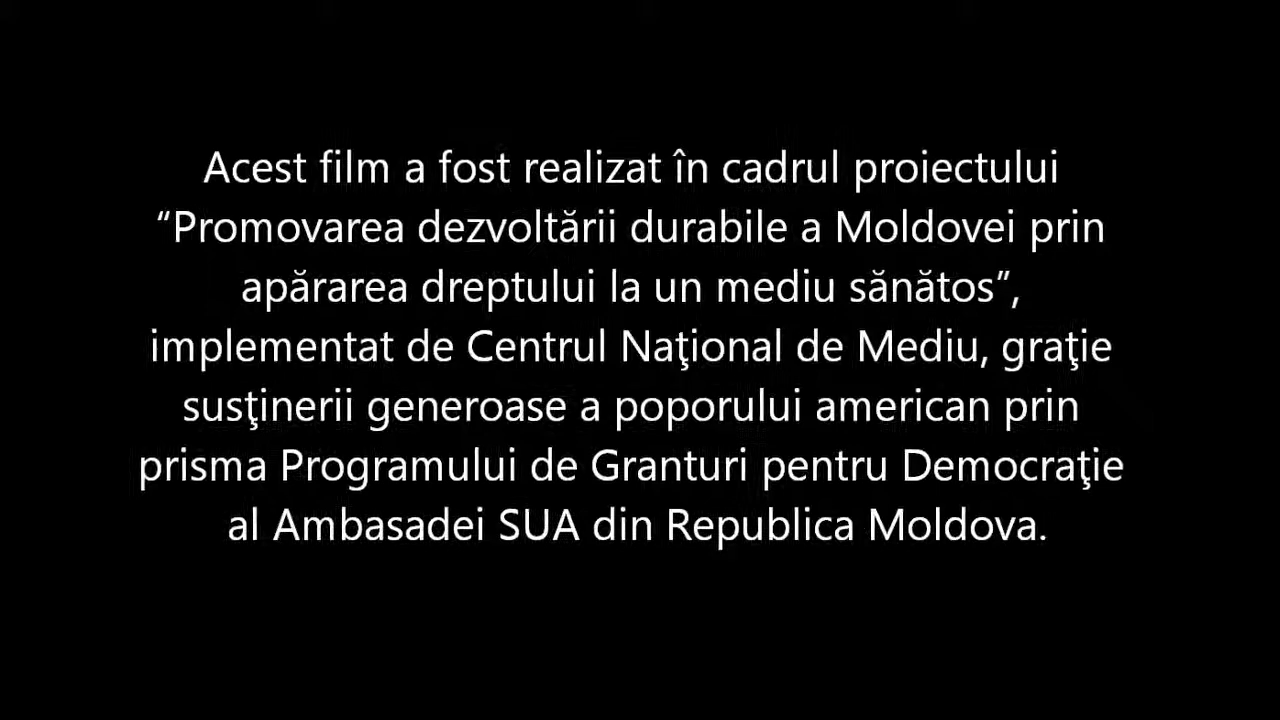 Acest film a fost realizat în cadrul proiectului
“Promovarea dezvoltării durabile a Moldovei prin
apărarea dreptului la un mediu sănătos”,
implementat de Centrul Naţional de Mediu, graţie
susţinerii generoase a poporului american prin
prisma Programului de Granturi pentru Democraţie
al Ambasadei SUA din Republica Moldova.